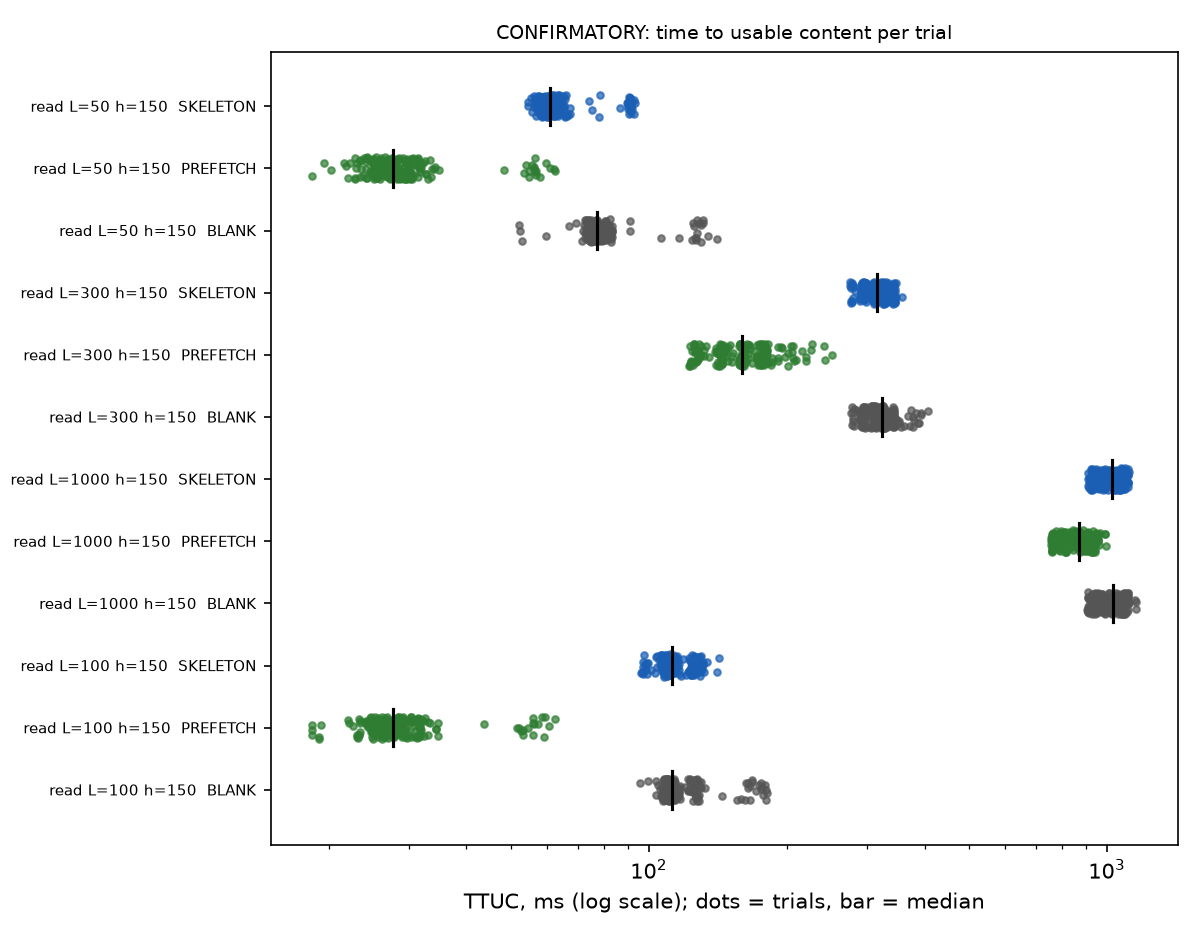 CONFIRMATORY: time to usable content per trial
read L=50 h=150  SKELETON
read L=50 h=150  PREFETCH
read L=50 h=150  BLANK
read L=300 h=150  SKELETON
read L=300 h=150  PREFETCH
read L=300 h=150  BLANK
read L=1000 h=150  SKELETON
read L=1000 h=150  PREFETCH
read L=1000 h=150  BLANK
read L=100 h=150  SKELETON
read L=100 h=150  PREFETCH
read L=100 h=150  BLANK
10² 10³
TTUC, ms (log scale); dots = trials, bar = median